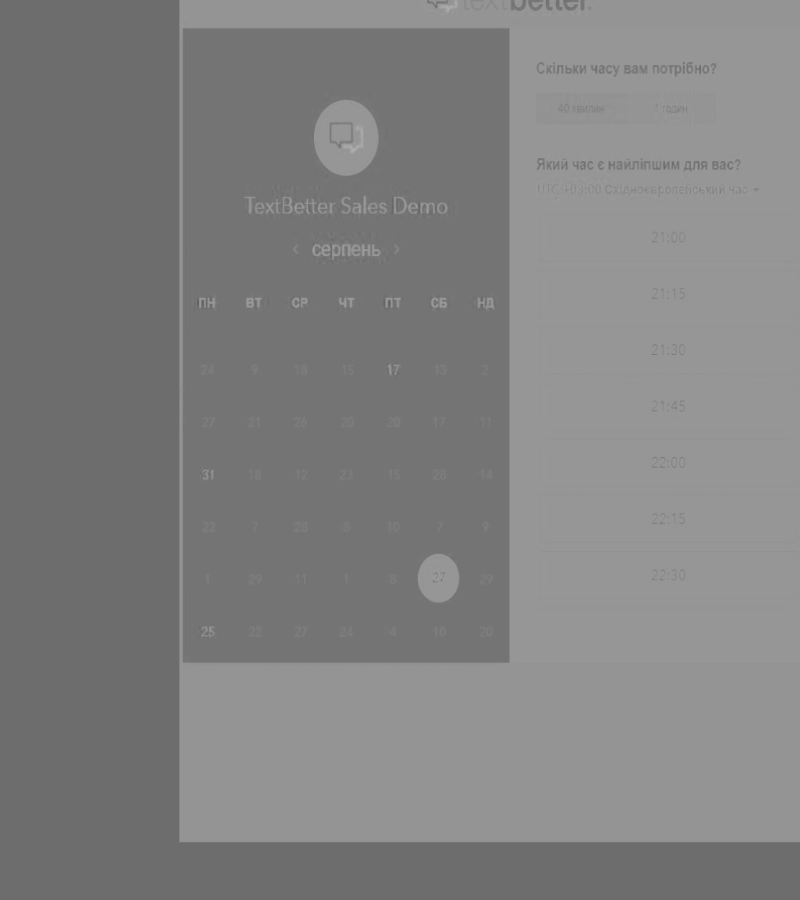 textbetter.
TextBetter Sales Demo
‹ серпень ›
ПН ВТ СР ЧТ ПТ СБ НД
24 9 18 15 17 13 2
27 21 26 20 20 17 11
31 18 12 23 15 26 14
22 7 28 8 10 7 9
1 29 11 1 8 27 29
25 22 27 24 4 10 20
Скільки часу вам потрібно?
40 хвилин 1 годин
Який час є найліпшим для вас?
UTC +03:00 Східноєвропейський час
21:00
21:15
21:30
21:45
22:00
22:15
22:30